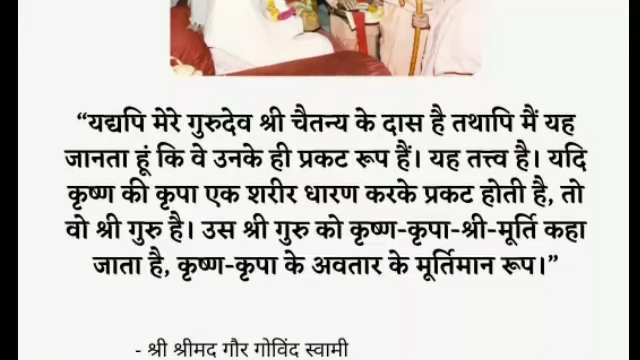 “यद्यपि मेरे गुरुदेव श्री चैतन्य के दास है तथापि मैं यह
जानता हूं कि वे उनके ही प्रकट रूप हैं। यह तत्त्व है। यदि
कृष्ण की कृपा एक शरीर धारण करके प्रकट होती है, तो
वो श्री गुरु है। उस श्री गुरु को कृष्ण-कृपा-श्री-मूर्ति कहा
जाता है, कृष्ण-कृपा के अवतार के मूर्तिमान रूप।”
- श्री श्रीमद गौर गोविंद स्वामी